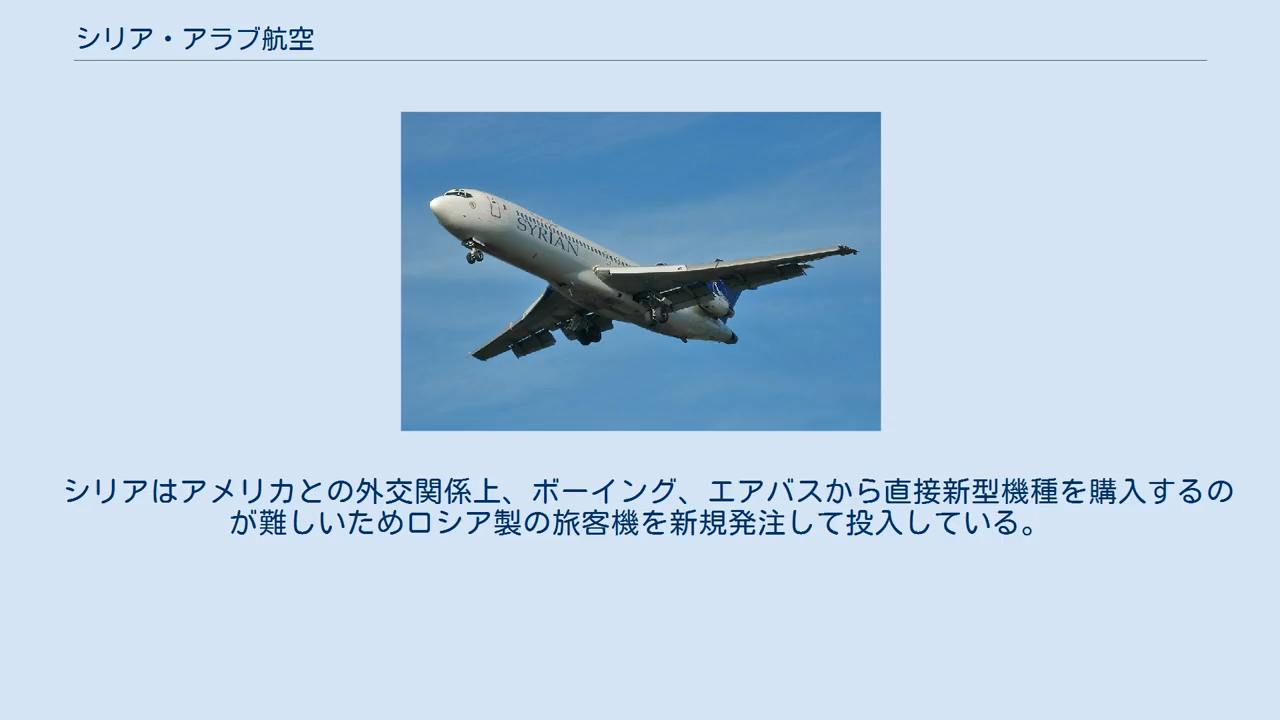 シリア・アラブ航空
SYRIAN
シリアはアメリカとの外交関係上、ボーイング、エアバスから直接新型機種を購入するの
が難しいためロシア製の旅客機を新規発注して投入している。